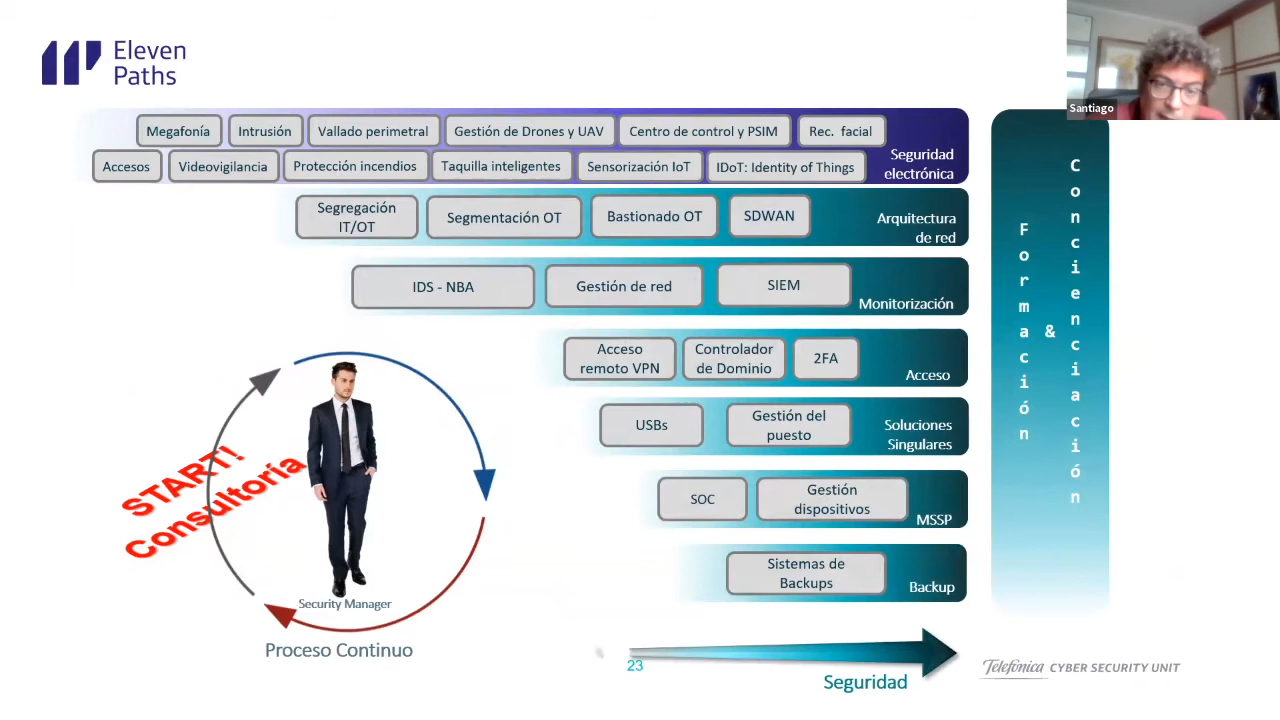 Eleven
Paths
Santiago
Megafonía
Intrusión
Vallado perimetral
Gestión de Drones y UAV
Centro de control y PSIM
Rec. facial
Accesos
Videovigilancia
Protección incendios
Taquilla inteligentes
Sensorización IoT
IDoT: Identity of Things
Seguridad
electrónica
Segregación
IT/OT
Segmentación OT
Bastionado OT
SDWAN
Arquitectura
de red
IDS - NBA
Gestión de red
SIEM
Monitorización
Acceso
remoto VPN
Controlador
de Dominio
2FA
Acceso
USBs
Gestión del
puesto
Soluciones
Singulares
SOC
Gestión
dispositivos
MSSP
Sistemas de
Backups
Backup
Formación
&
Concienciación
START!
Consultoría
Security Manager
Proceso Continuo
23
Seguridad
Telefónica CYBER SECURITY UNIT